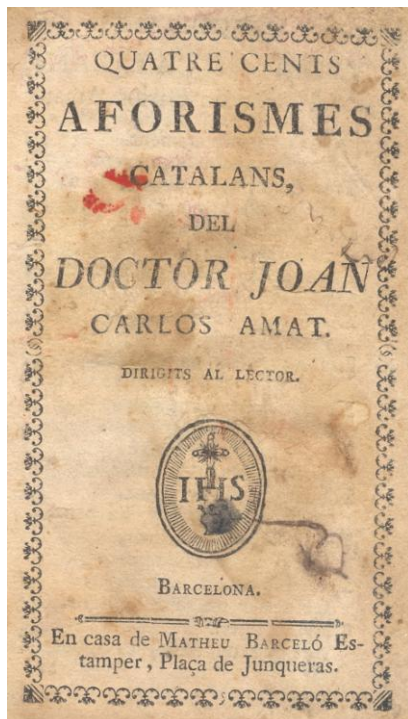 QUATRE CENTS
AFORISMES
CATALANS,
DEL
DOCTOR JOAN
CARLOS AMAT.
DIRIGITS AL LECTOR.
IHS
BARCELONA.
En casa de MATHEU BARCELÓ Es-
tamper, Plaça de Junqueras.